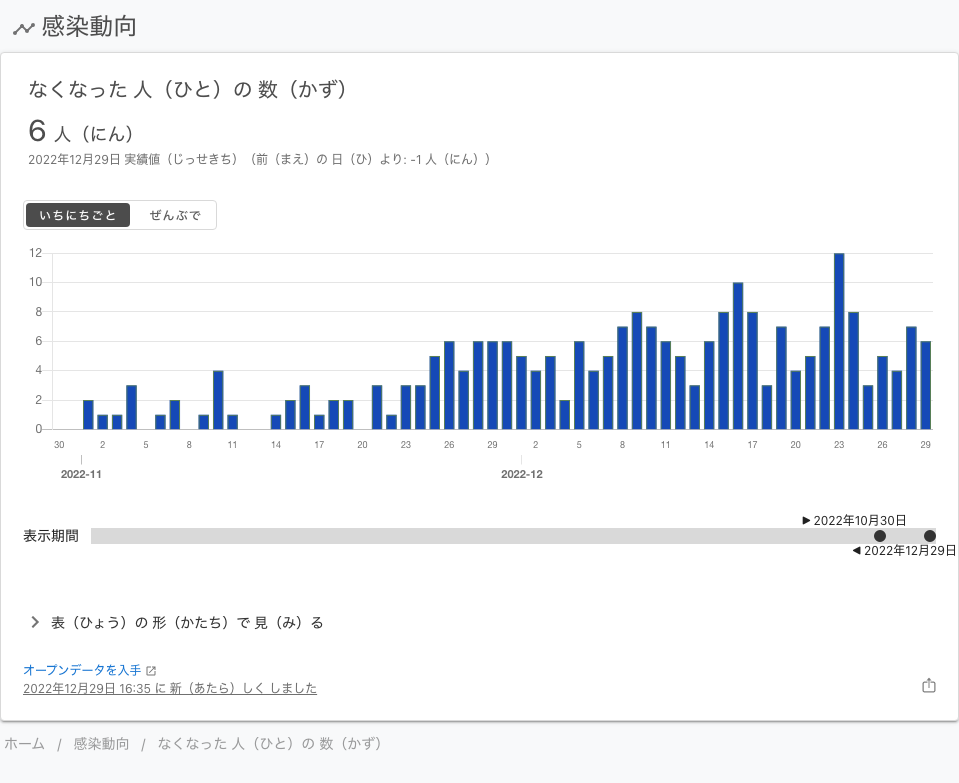 感染動向
なくなった 人（ひと）の 数（かず）
6 人（にん）
2022年12月29日 実績値（じっせきち）（前（まえ）の 日（ひ）より: -1 人（にん））
いちにちごと ぜんぶで
12
10
8
6
4
2
0
30 2 5 8 11 14 17 20 23 26 29 2 5 8 11 14 17 20 23 26 29
2022-11 2022-12
2022年10月30日
表示期間
2022年12月29日
表（ひょう）の 形（かたち）で 見（み）る
オープンデータを入手
2022年12月29日 16:35 に 新（あたら）しく しました
ホーム / 感染動向 / なくなった 人（ひと）の 数（かず）